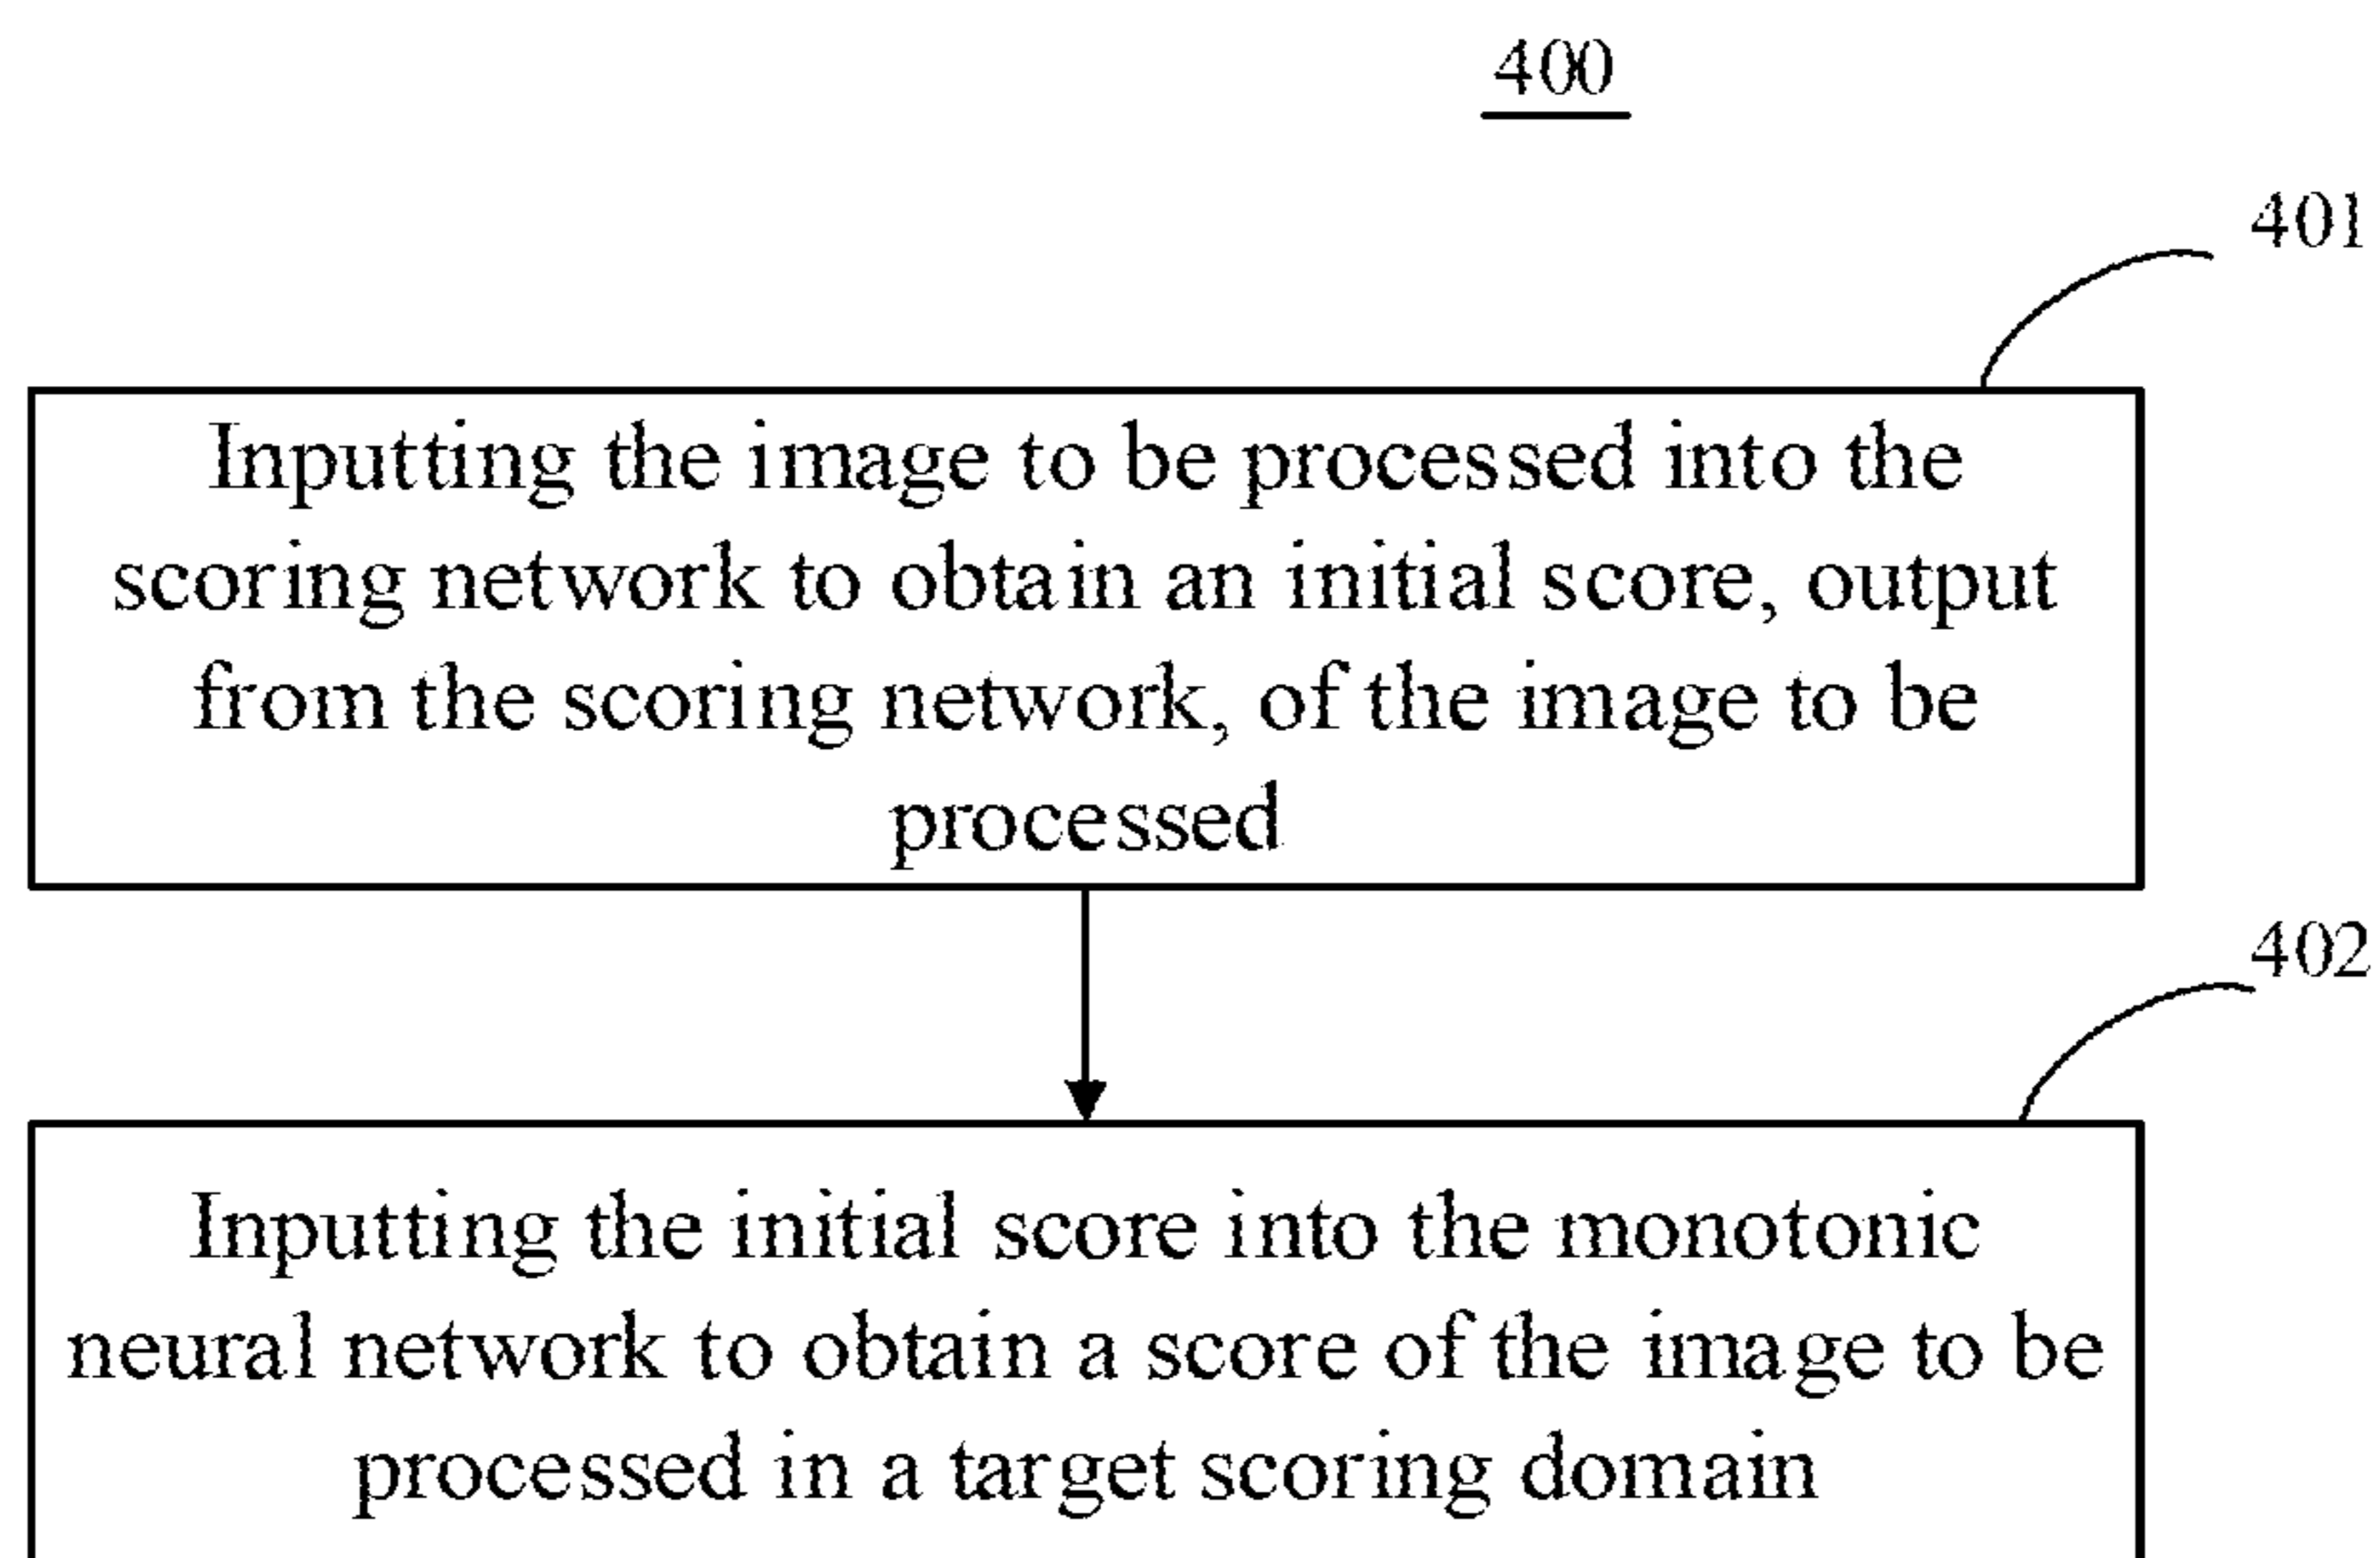 400
401
Inputting the image to be processed into the
scoring network to obtain an initial score, output
from the scoring network, of the image to be
processed
402
Inputting the initial score into the monotonic
neural network to obtain a score of the image to be
processed in a target scoring domain